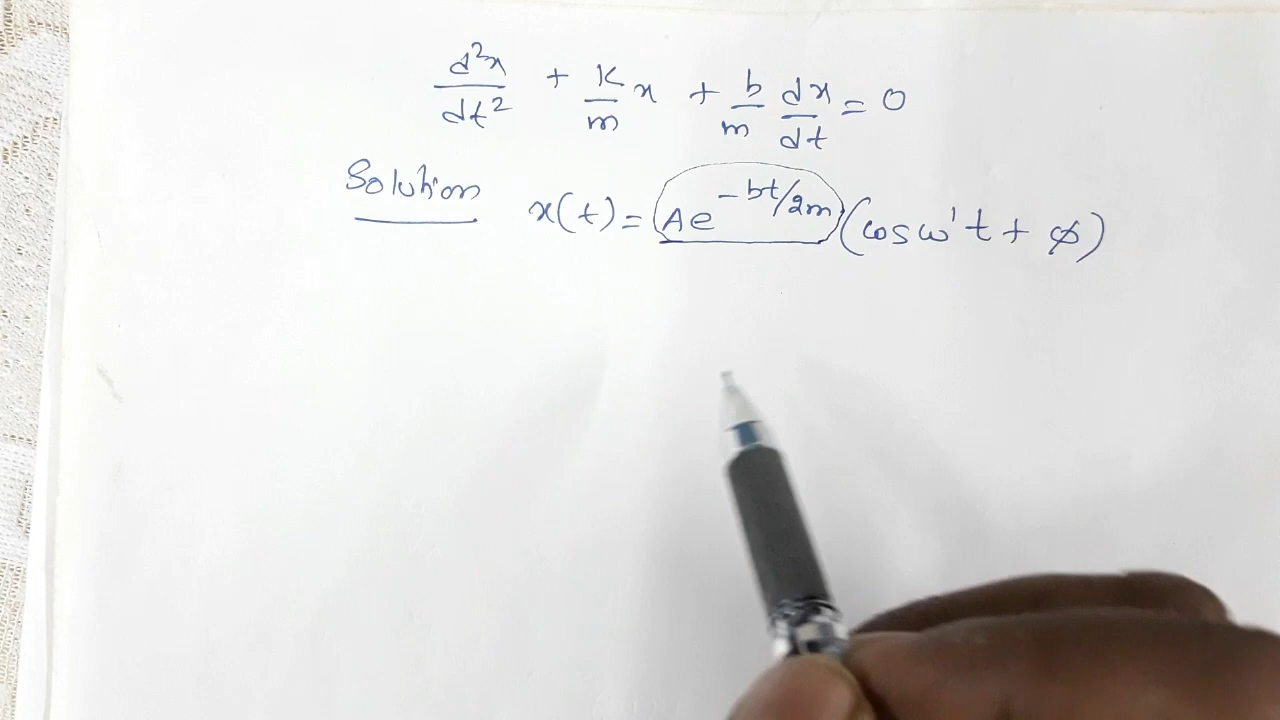 d²x/dt² + K/m x + b/m dx/dt = 0
Solution x(t) = Ae^(-bt/2m) (cos ω't + φ)